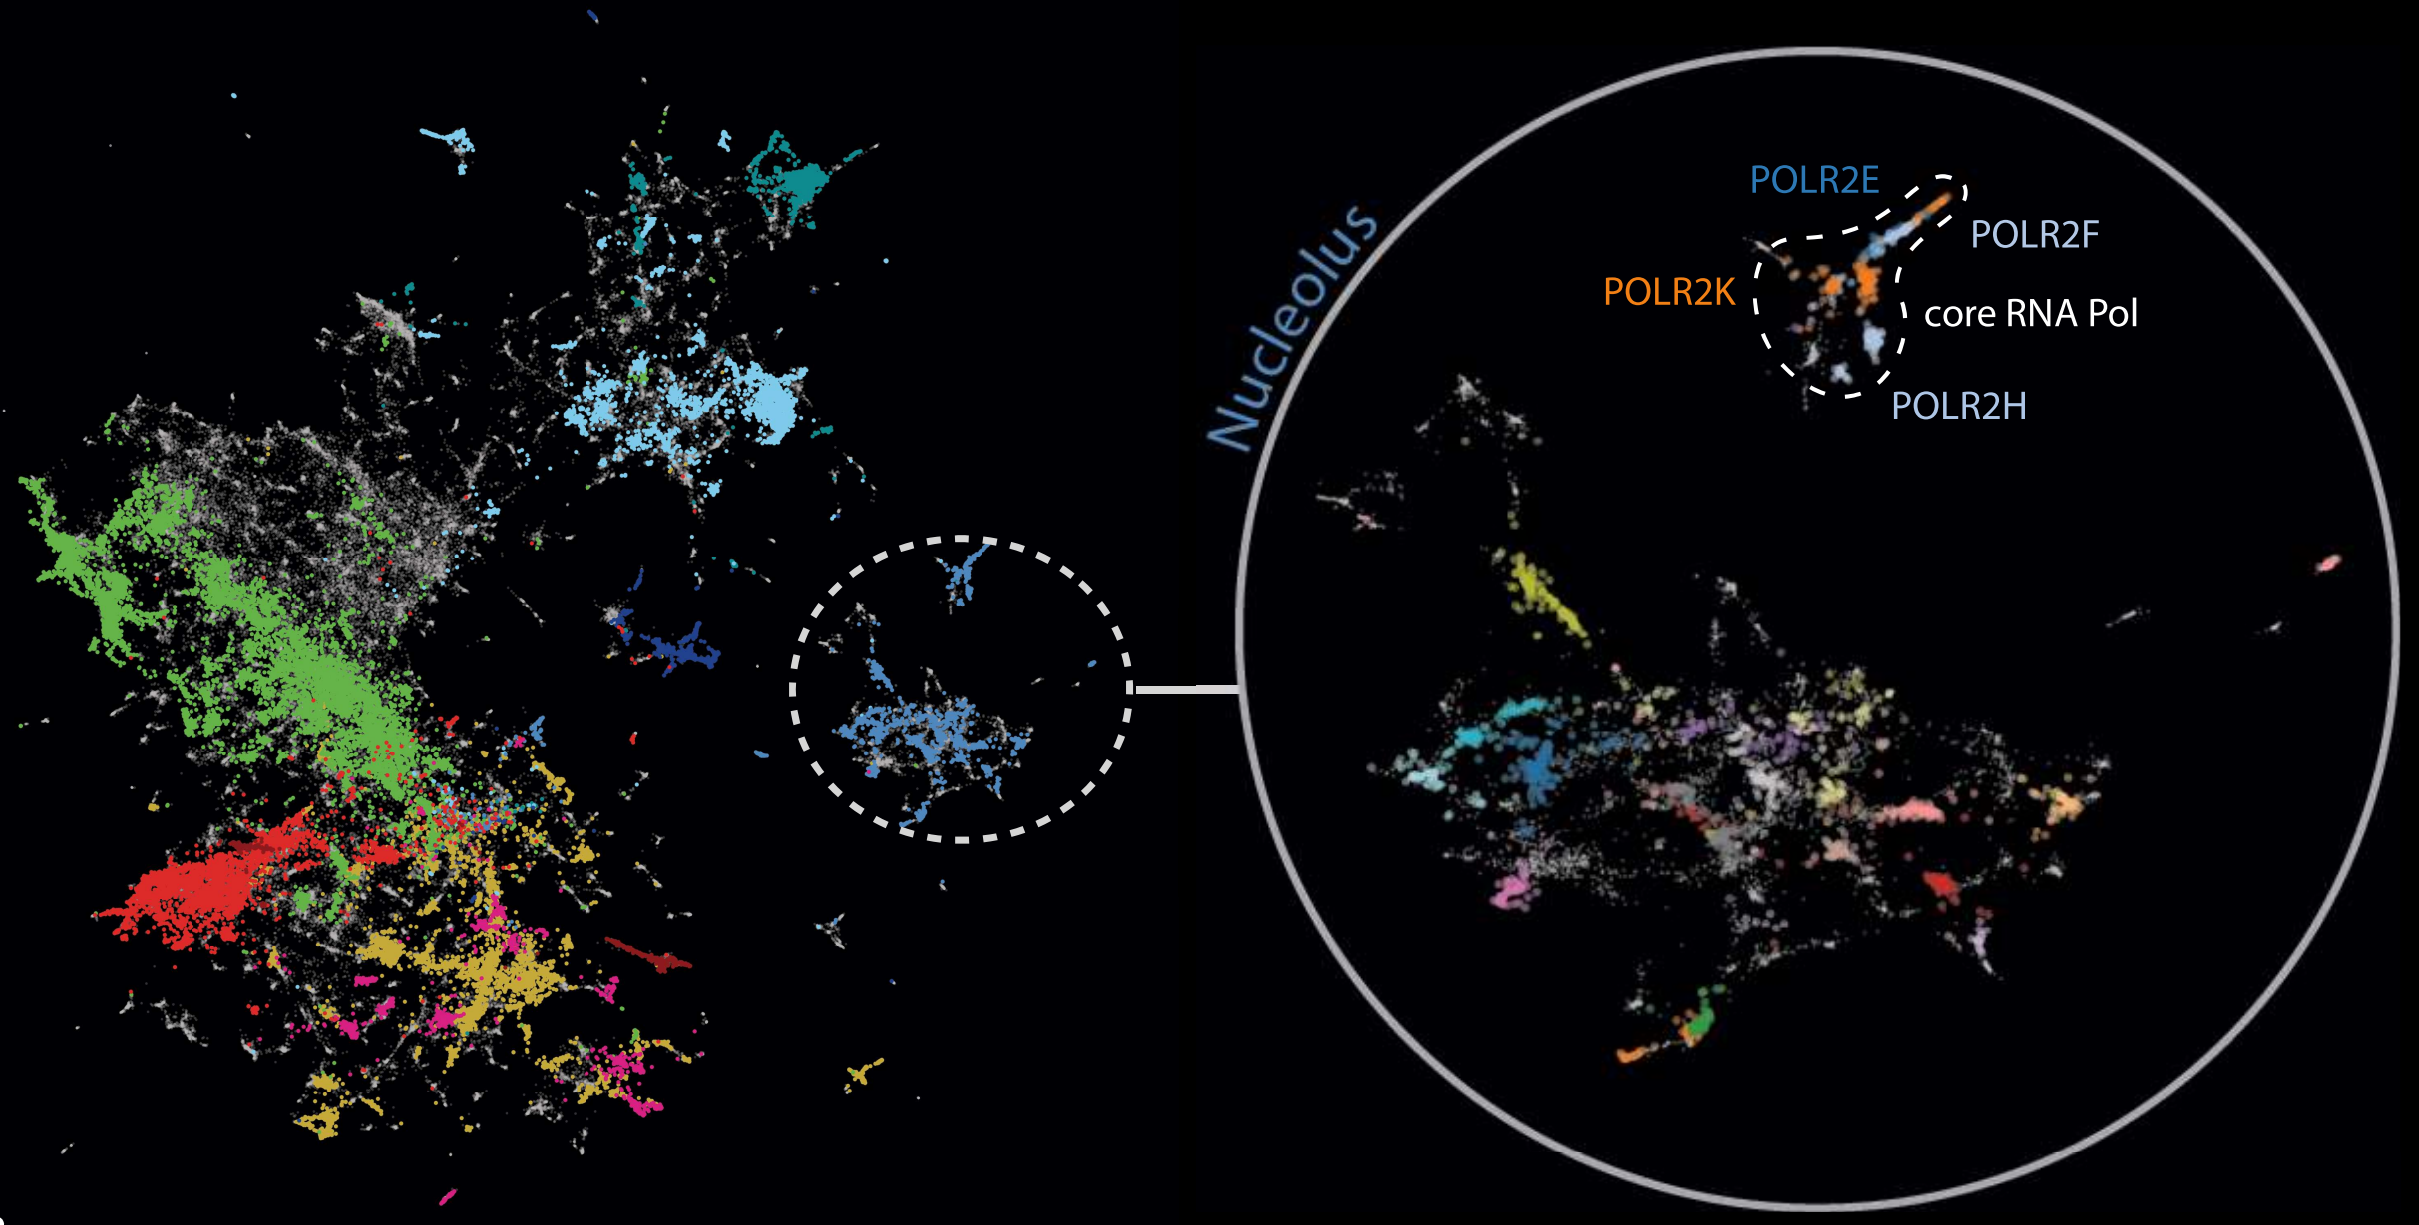 Nucleolus
POLR2E
POLR2F
POLR2K
core RNA Pol
POLR2H